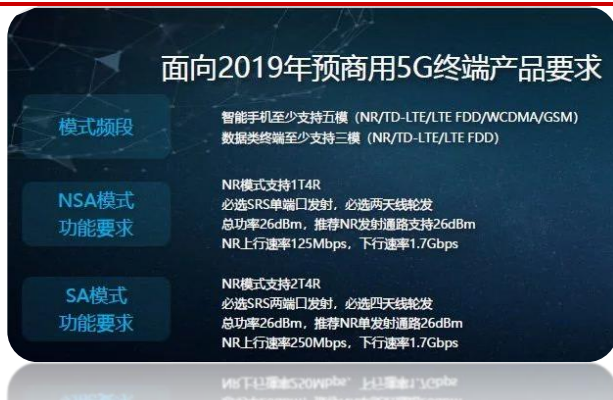 面向2019年预商用5G终端产品要求
模式频段
智能手机至少支持五模（NR/TD-LTE/LTE FDD/WCDMA/GSM）
数据类终端至少支持三模（NR/TD-LTE/LTE FDD）
NSA模式
功能要求
NR模式支持1T4R
必选SRS单端口发射，必选两天线轮发
总功率26dBm，推荐NR发射通路支持26dBm
NR上行速率125Mbps，下行速率1.7Gbps
SA模式
功能要求
NR模式支持2T4R
必选SRS两端口发射，必选四天线轮发
总功率26dBm，推荐NR单发射通路26dBm
NR上行速率250Mbps，下行速率1.7Gbps